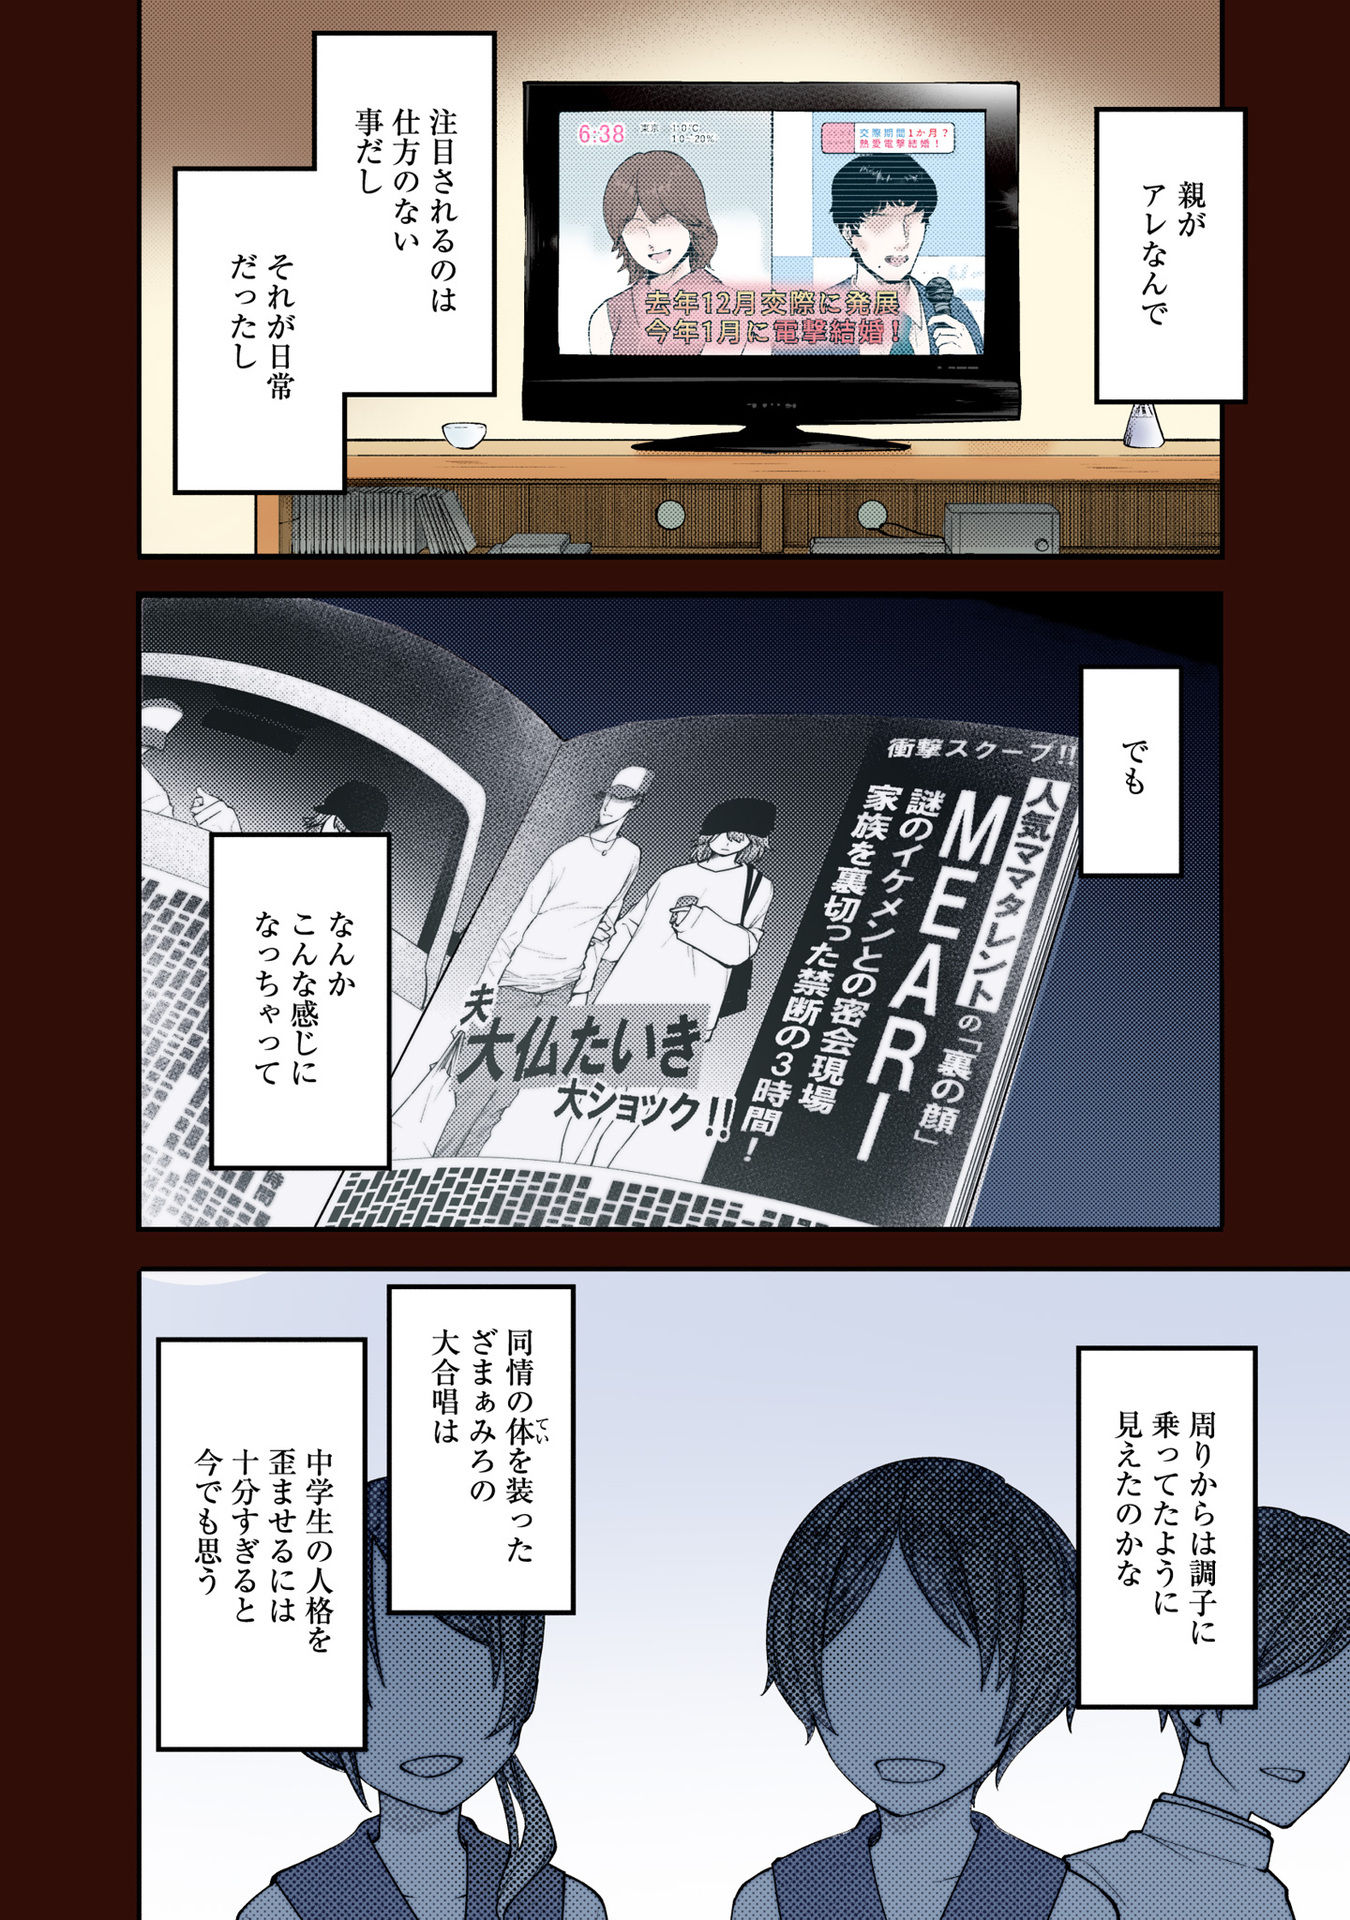 親が
アレなんで
注目されるのは
仕方のない
事だし
それが日常
だったし
6:38
東京
10℃
10-20%
交際期間1か月?
熱愛電撃結婚!
去年12月交際に発展
今年1月に電撃結婚!
でも
衝撃スクープ!!
人気ママタレントの「裏の顔」
MEARI
謎のイケメンとの密会現場
家族を裏切った禁断の3時間!
夫
大仏たいき
大ショック!!
時間
なんか
こんな感じに
なっちゃって
周りからは調子に
乗ってたように
見えたのかな
同情の体を装った
てい
ざまぁみろの
大合唱は
中学生の人格を
歪ませるには
十分すぎると
今でも思う